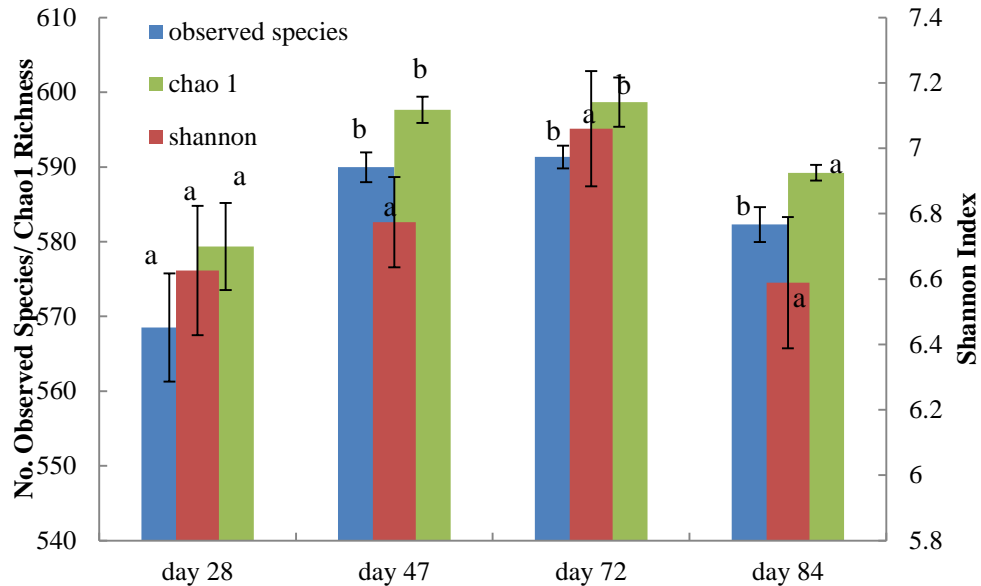 No. Observed Species/ Chao1 Richness
610
600
590
580
570
560
550
540
observed species
chao 1
shannon
a
a
a
b
a
b
b
a
b
b
a
a
day 28
day 47
day 72
day 84
7.4
7.2
7
6.8
6.6
6.4
6.2
6
5.8
Shannon Index